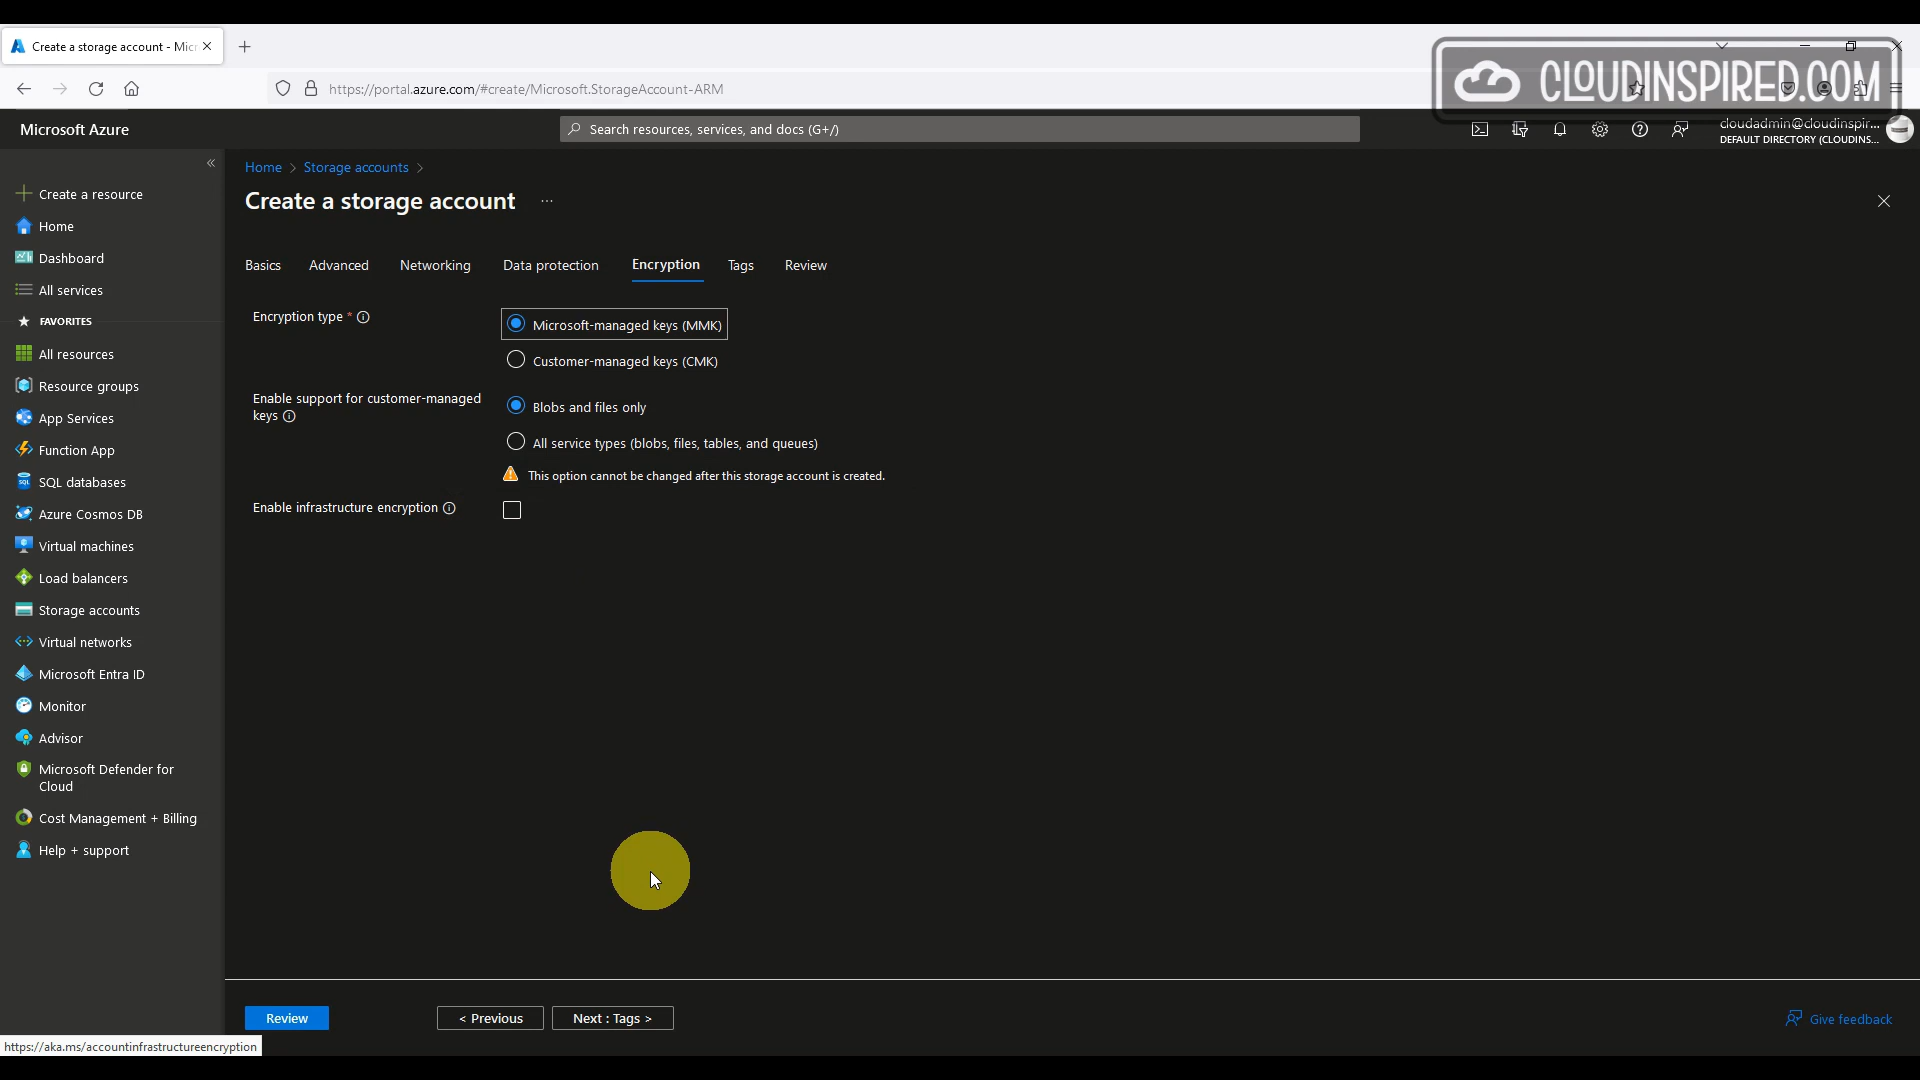 Create a storage account - Micr
https://portal.azure.com/#create/Microsoft.StorageAccount-ARM
CLOUDINSPIRED.COM
Microsoft Azure
Search resources, services, and docs (G+/)
cloudadmin@cloudinspir...
DEFAULT DIRECTORY (CLOUDINS...
Home > Storage accounts >
Create a storage account ...
Create a resource
Home
Dashboard
All services
FAVORITES
All resources
Resource groups
App Services
Function App
SQL databases
Azure Cosmos DB
Virtual machines
Load balancers
Storage accounts
Virtual networks
Microsoft Entra ID
Monitor
Advisor
Microsoft Defender for
Cloud
Cost Management + Billing
Help + support
Basics Advanced Networking Data protection Encryption Tags Review
Encryption type *
Microsoft-managed keys (MMK)
Customer-managed keys (CMK)
Enable support for customer-managed
keys
Blobs and files only
All service types (blobs, files, tables, and queues)
This option cannot be changed after this storage account is created.
Enable infrastructure encryption
Review
< Previous
Next : Tags >
Give feedback
https://aka.ms/accountinfrastructureencryption